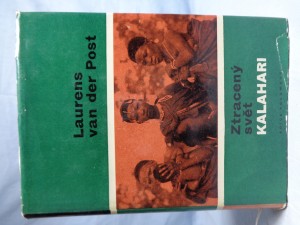 Laurens
van der Post
Ztracený
svět
KALAHARI